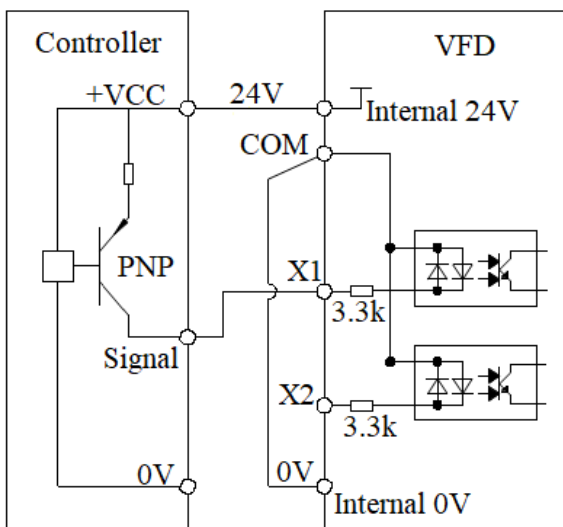 Controller
VFD
+VCC
24V
Internal 24V
COM
PNP
X1
3.3k
Signal
X2
3.3k
0V
0V
Internal 0V